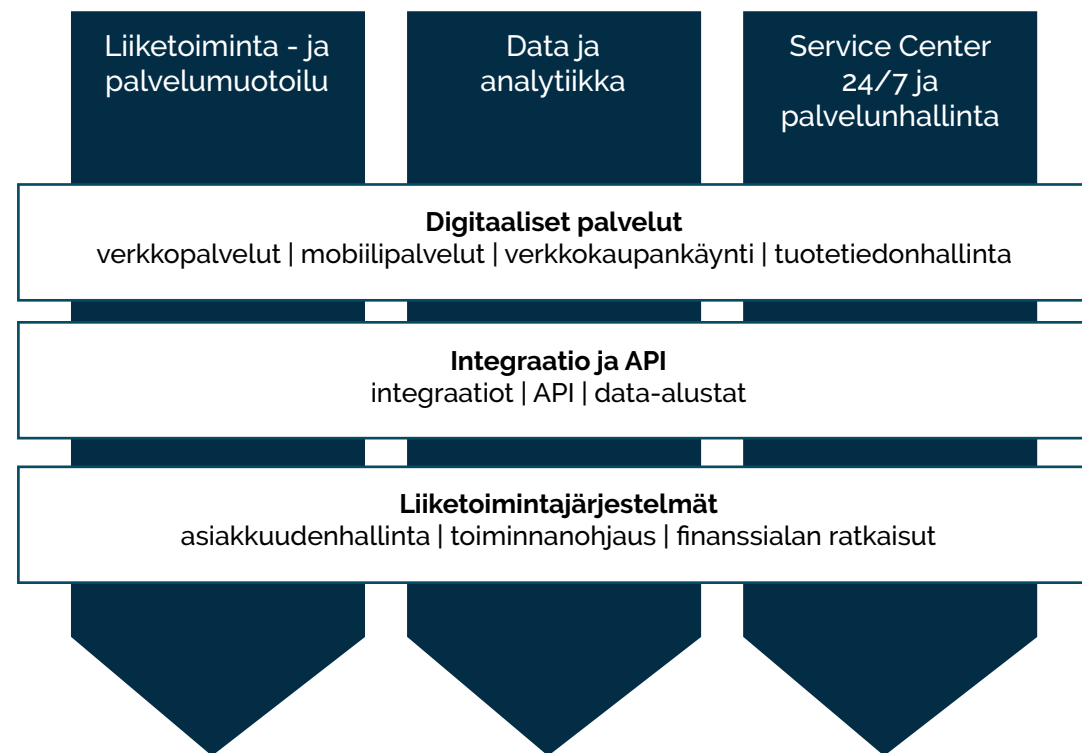 Liiketoiminta - ja
palvelumuotoilu
Data ja
analytiikka
Service Center
24/7 ja
palvelunhallinta
Digitaaliset palvelut
verkkopalvelut | mobiilipalvelut | verkkokaupankäynti | tuotetiedonhallinta
Integraatio ja API
integraatiot | API | data-alustat
Liiketoimintajärjestelmät
asiakkuudenhallinta | toiminnanohjaus | finanssialan ratkaisut